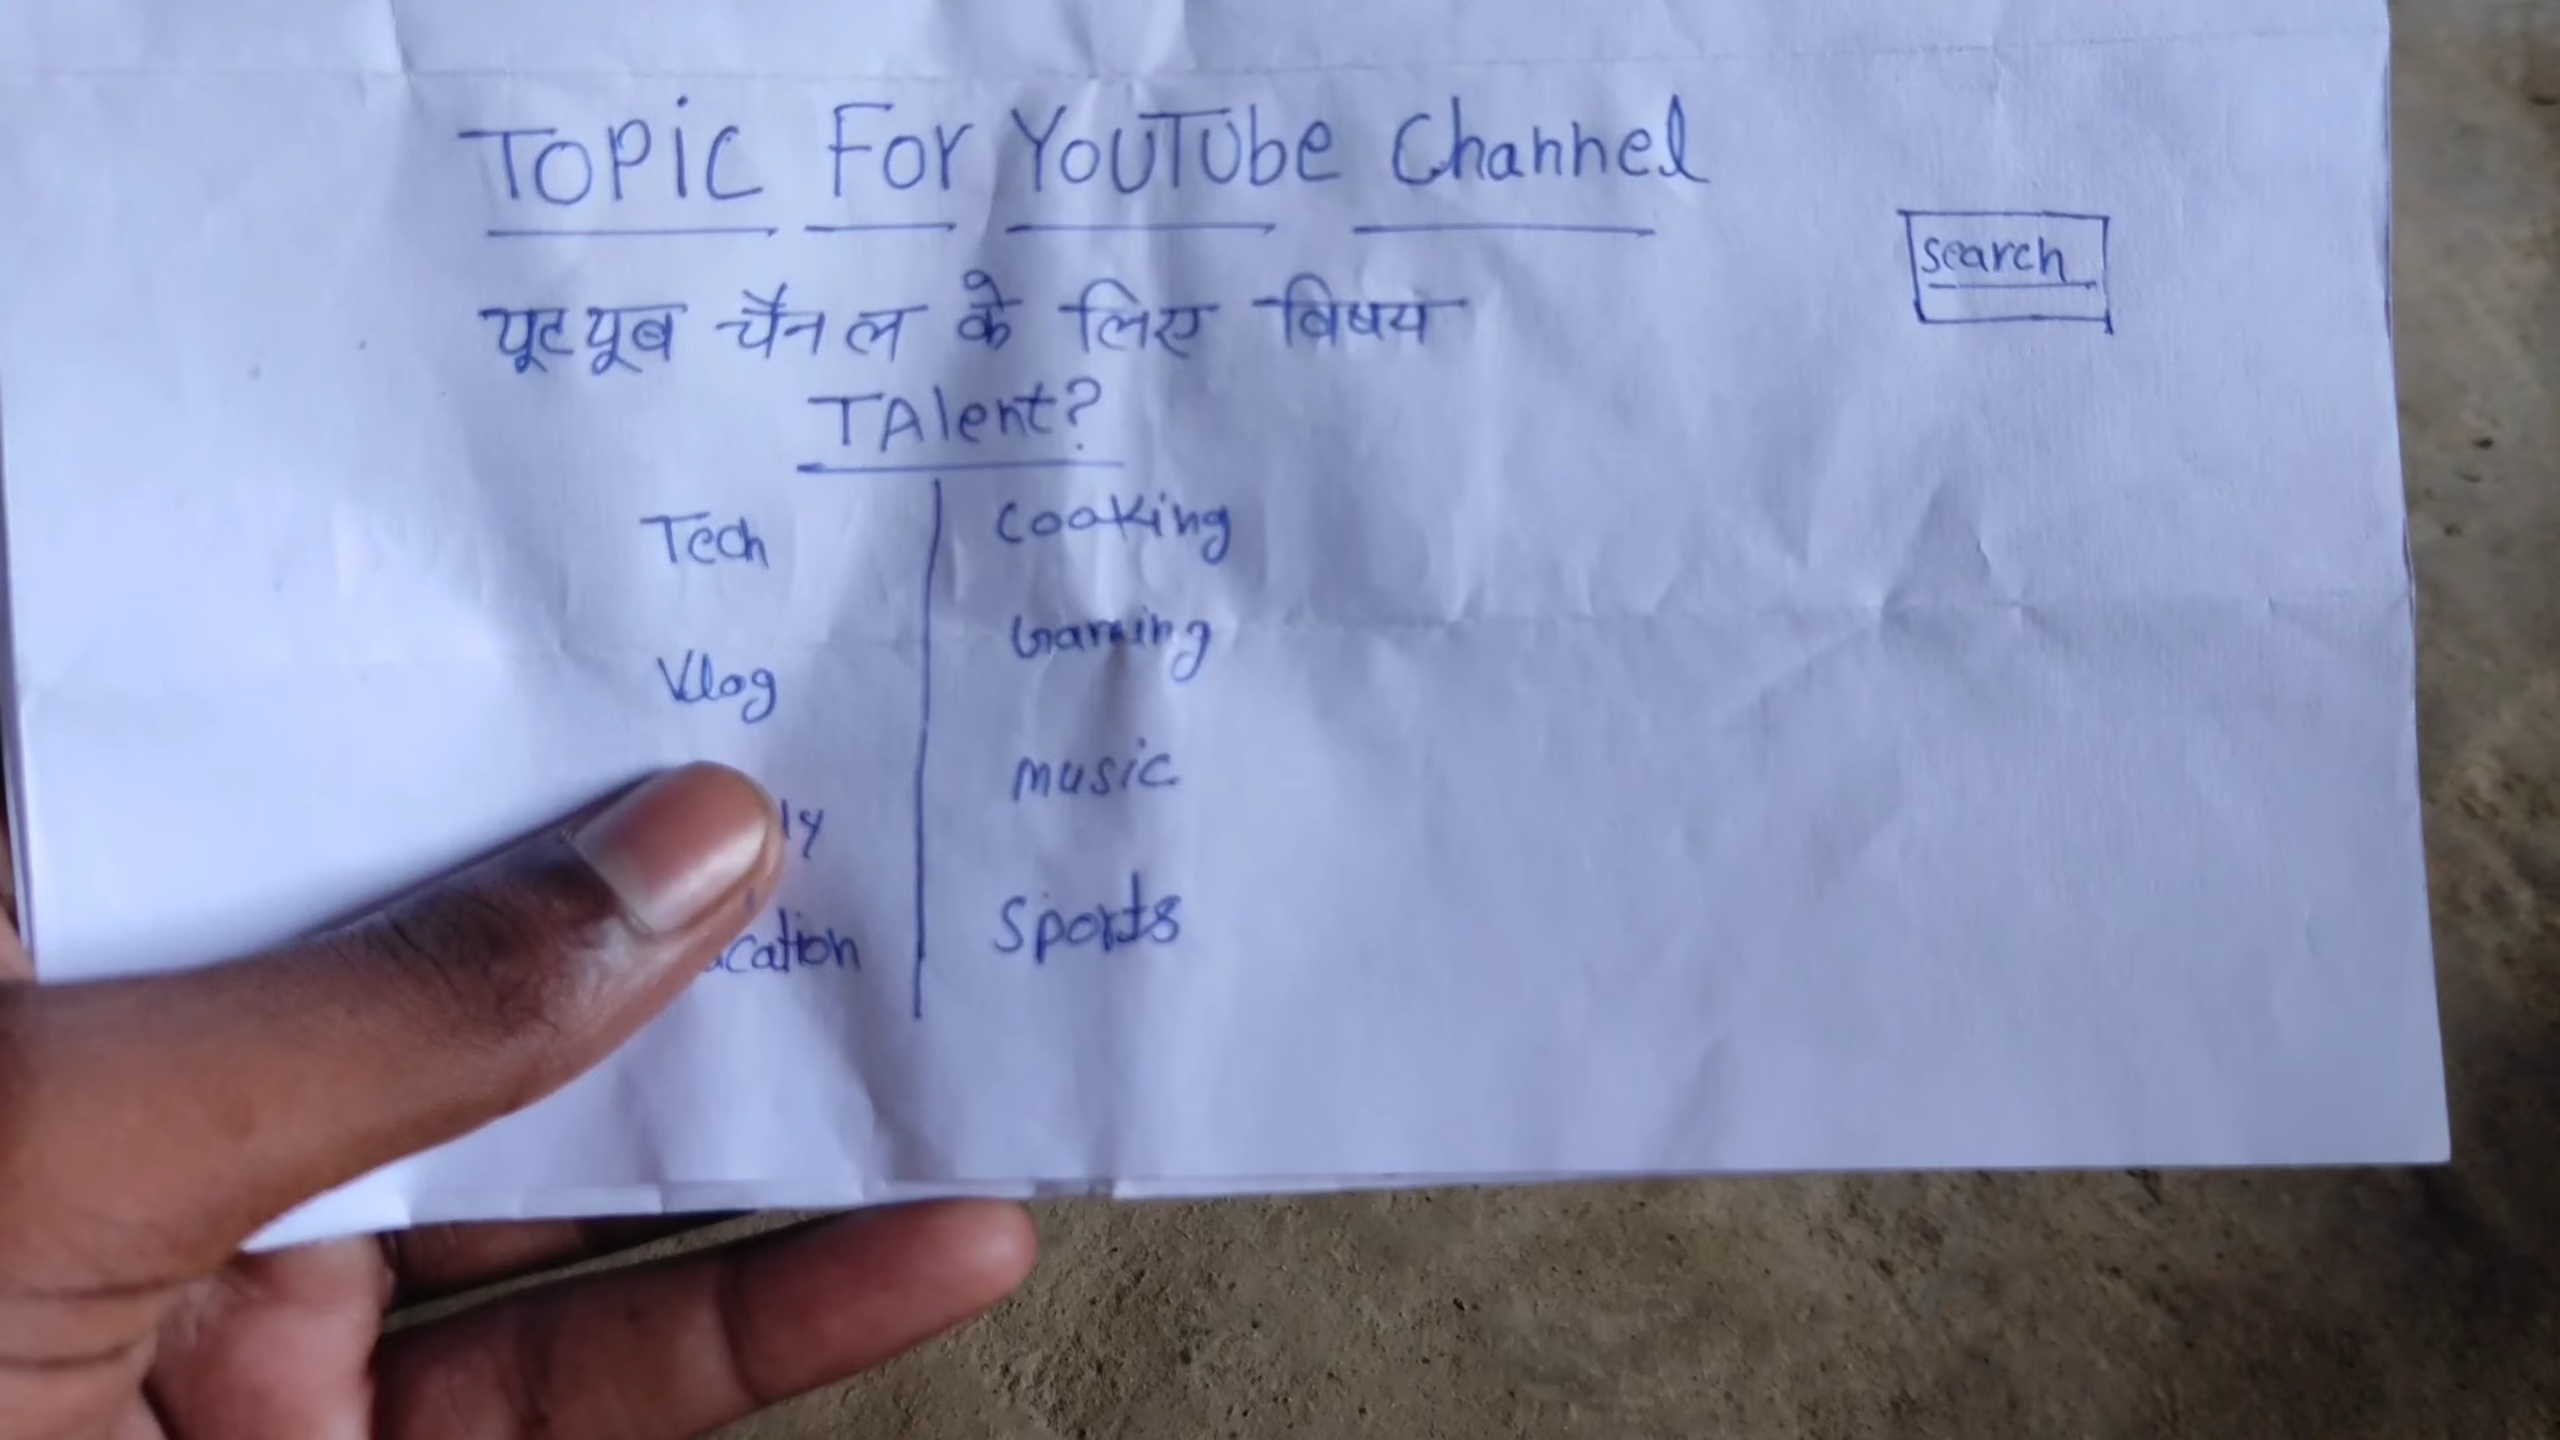 TOPiC For YouTube Channel
search
यूटयूब चैनल के लिए विषय
TAlent?
Tech
Vlog
cooking
Gaming
music
sports